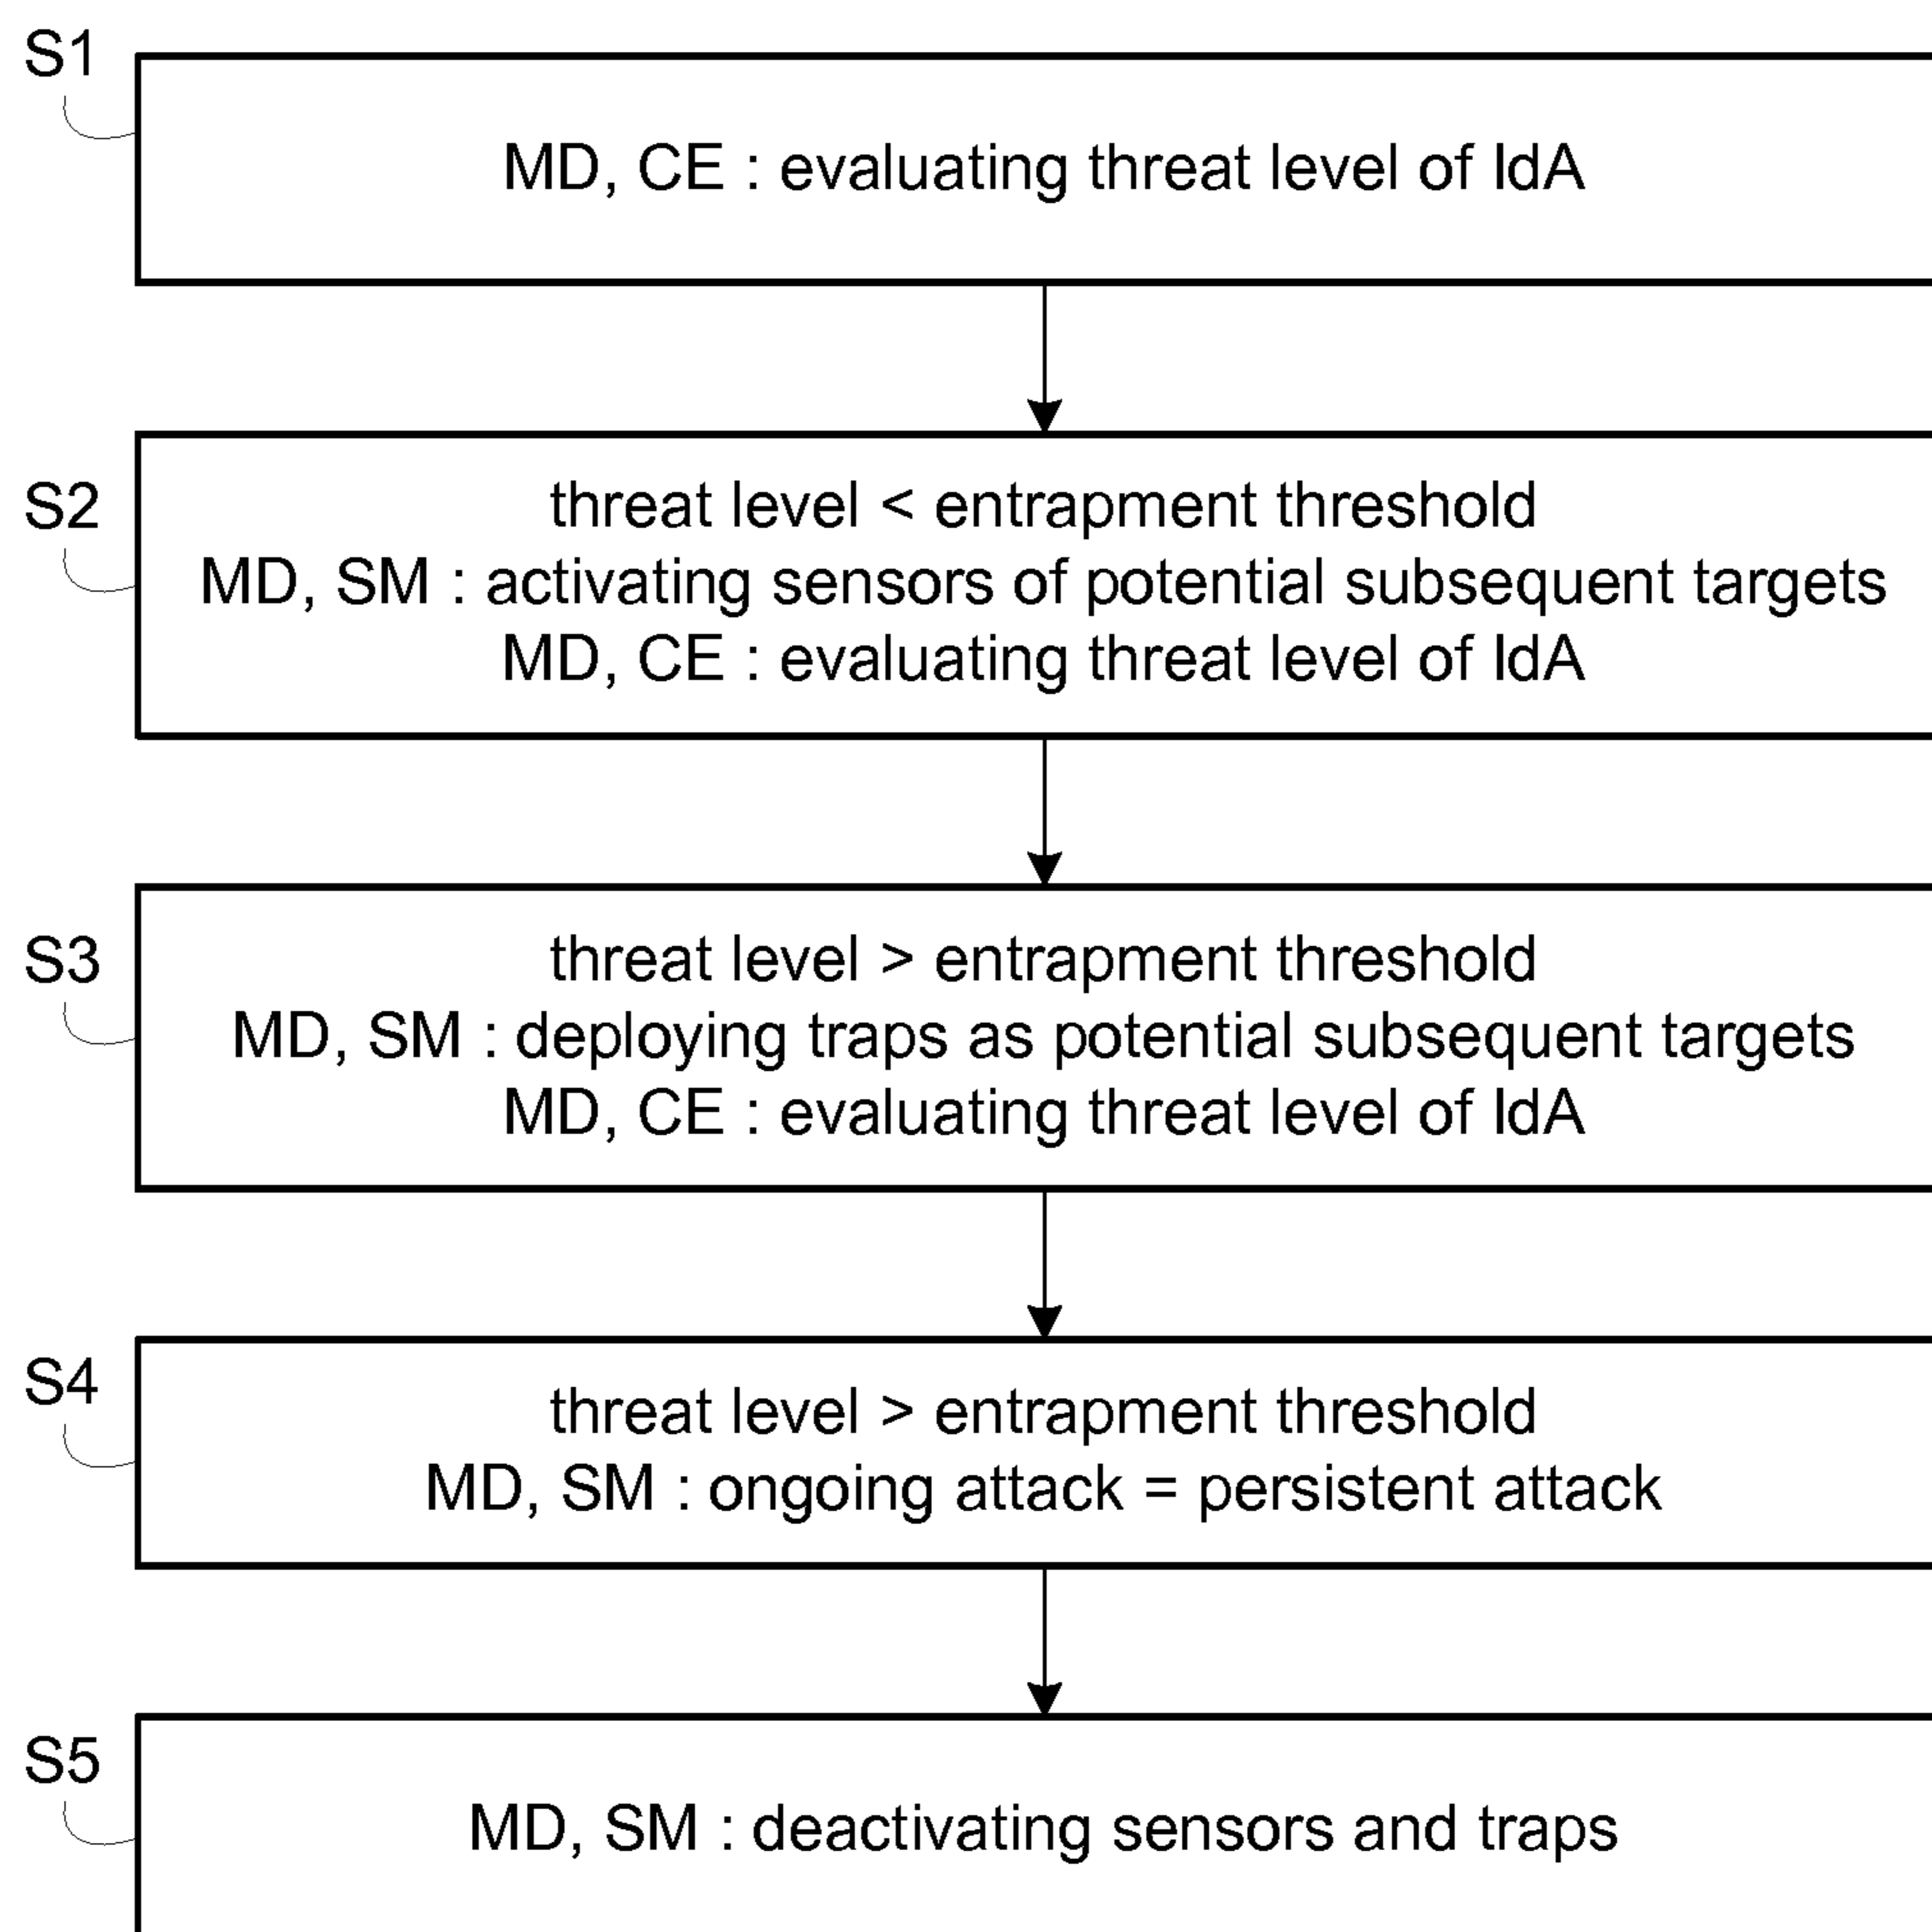 S1
MD, CE : evaluating threat level of IdA
S2
threat level < entrapment threshold
MD, SM : activating sensors of potential subsequent targets
MD, CE : evaluating threat level of IdA
S3
threat level > entrapment threshold
MD, SM : deploying traps as potential subsequent targets
MD, CE : evaluating threat level of IdA
S4
threat level > entrapment threshold
MD, SM : ongoing attack = persistent attack
S5
MD, SM : deactivating sensors and traps